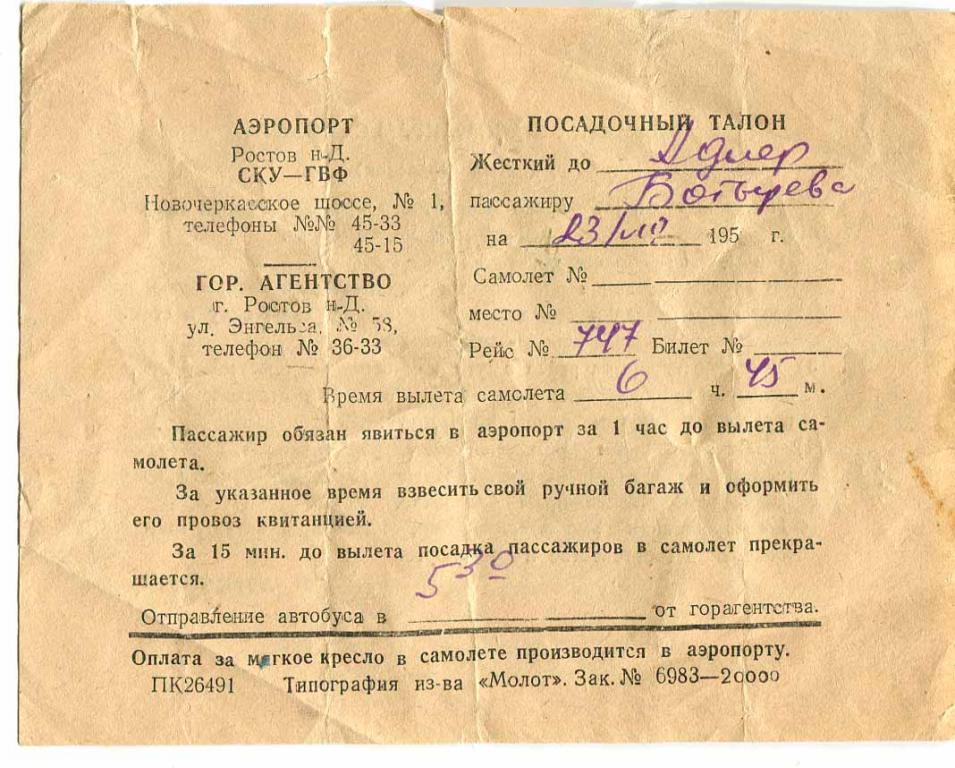 АЭРОПОРТ
Ростов н-Д.
СКУ—ГВФ
Новочеркасское шоссе, № 1,
телефоны №№ 45-33
45-15
ГОР. АГЕНТСТВО
г. Ростов н-Д.
ул. Энгельса, № 58,
телефон № 36-33
ПОСАДОЧНЫЙ ТАЛОН
Жесткий до Адлер
пассажиру Ботырева
на 23/VIII 195 г.
Самолет №
место №
Рейс № 747 Билет №
Время вылета самолета 6 ч. 45 м.
Пассажир обязан явиться в аэропорт за 1 час до вылета са-
молета.
За указанное время взвесить свой ручной багаж и оформить
его провоз квитанцией.
За 15 мин. до вылета посадка пассажиров в самолет прекра-
щается.
Отправление автобуса в 5 30 от горагентства.
Оплата за мягкое кресло в самолете производится в аэропорту.
ПК26491 Типография из-ва «Молот». Зак. № 6983—20000